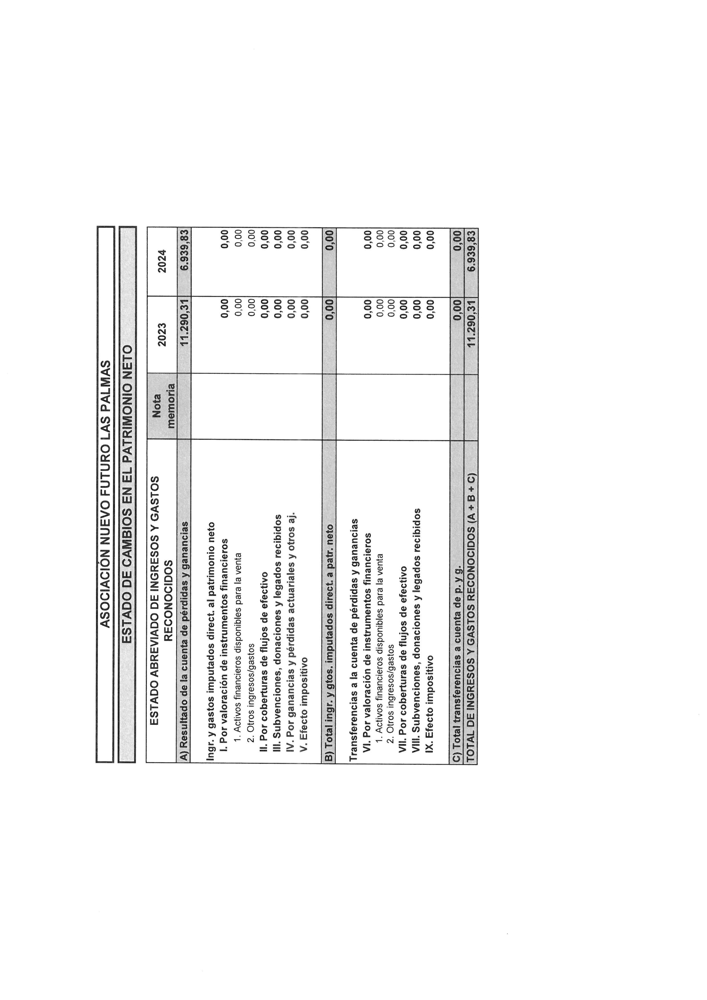 ASOCIACIÓN NUEVO FUTURO LAS PALMAS
ESTADO DE CAMBIOS EN EL PATRIMONIO NETO
ESTADO ABREVIADO DE INGRESOS Y GASTOS RECONOCIDOS Nota memoria 2023 2024
A) Resultado de la cuenta de pérdidas y ganancias 11.290,31 6.939,83
Ingr. y gastos imputados direct. al patrimonio neto
I. Por valoración de instrumentos financieros 0,00 0,00
1. Activos financieros disponibles para la venta 0,00 0,00
2. Otros ingresos/gastos 0,00 0,00
II. Por coberturas de flujos de efectivo 0,00 0,00
III. Subvenciones, donaciones y legados recibidos 0,00 0,00
IV. Por ganancias y pérdidas actuariales y otros aj. 0,00 0,00
V. Efecto impositivo 0,00 0,00
B) Total ingr. y gtos. imputados direct. a patr. neto 0,00 0,00
Transferencias a la cuenta de pérdidas y ganancias
VI. Por valoración de instrumentos financieros 0,00 0,00
1. Activos financieros disponibles para la venta 0,00 0,00
2. Otros ingresos/gastos 0,00 0,00
VII. Por coberturas de flujos de efectivo 0,00 0,00
VIII. Subvenciones, donaciones y legados recibidos 0,00 0,00
IX. Efecto impositivo 0,00 0,00
C) Total transferencias a cuenta de p. y g. 0,00 0,00
TOTAL DE INGRESOS Y GASTOS RECONOCIDOS (A + B + C) 11.290,31 6.939,83